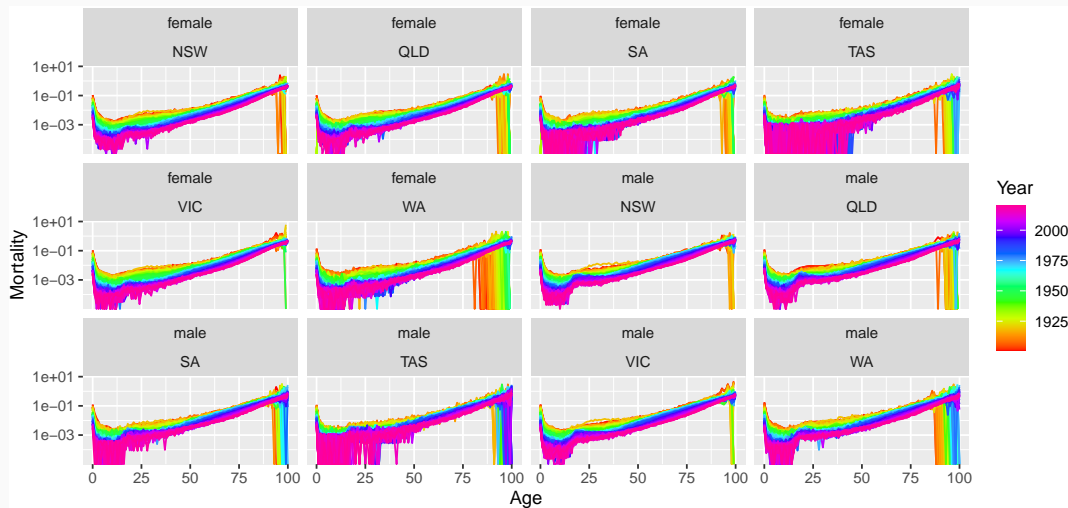 female female female female
NSW QLD SA TAS
1e+01
1e−01
1e−03
female female male male
VIC WA NSW QLD
1e+01
1e−01
1e−03
male male male male
SA TAS VIC WA
1e+01
1e−01
1e−03
0 25 50 75 100 0 25 50 75 100 0 25 50 75 100 0 25 50 75 100
Age
Mortality
Year
2000
1975
1950
1925